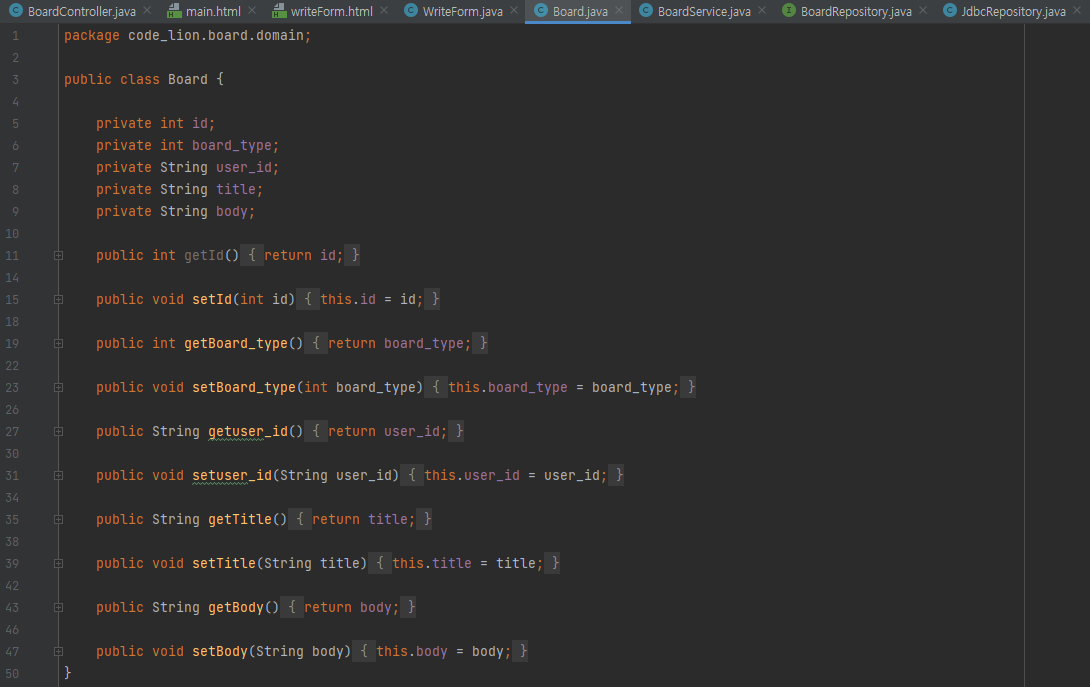 BoardController.java main.html writeForm.html WriteForm.java Board.java BoardService.java BoardRepository.java JdbcRepository.java
1 package code_lion.board.domain;
2
3 public class Board {
4
5 private int id;
6 private int board_type;
7 private String user_id;
8 private String title;
9 private String body;
10
11 public int getId() { return id; }
14
15 public void setId(int id) { this.id = id; }
18
19 public int getBoard_type() { return board_type; }
22
23 public void setBoard_type(int board_type) { this.board_type = board_type; }
26
27 public String getuser_id() { return user_id; }
30
31 public void setuser_id(String user_id) { this.user_id = user_id; }
34
35 public String getTitle() { return title; }
38
39 public void setTitle(String title) { this.title = title; }
42
43 public String getBody() { return body; }
46
47 public void setBody(String body) { this.body = body; }
50 }